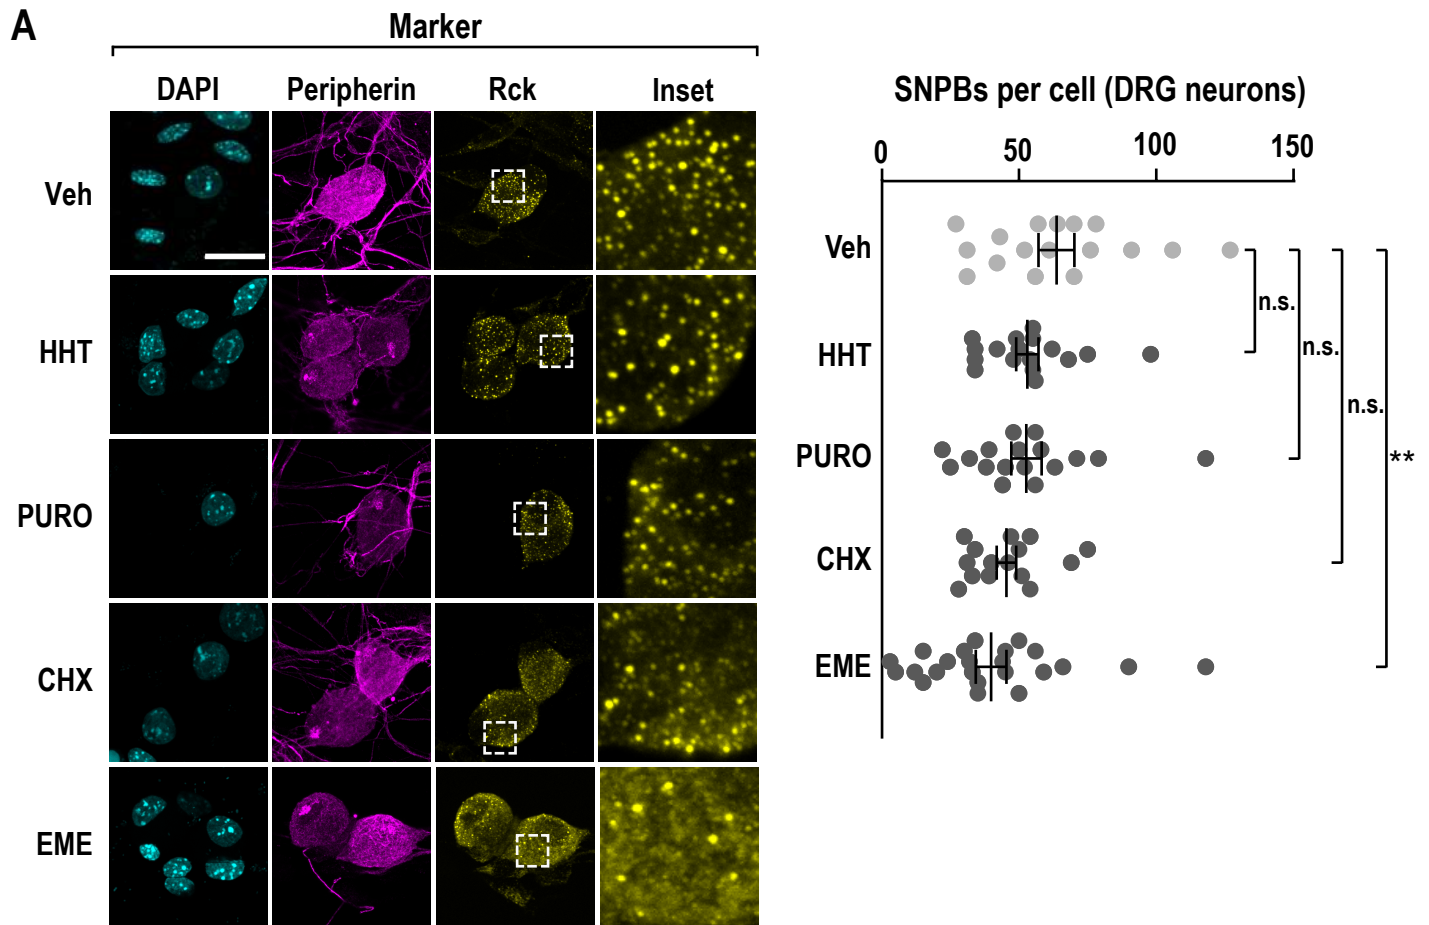 A
Marker
DAPI Peripherin Rck Inset
Veh
HHT
PURO
CHX
EME
SNPBs per cell (DRG neurons)
0 50 100 150
Veh
HHT
PURO
CHX
EME
n.s.
n.s.
n.s.
**